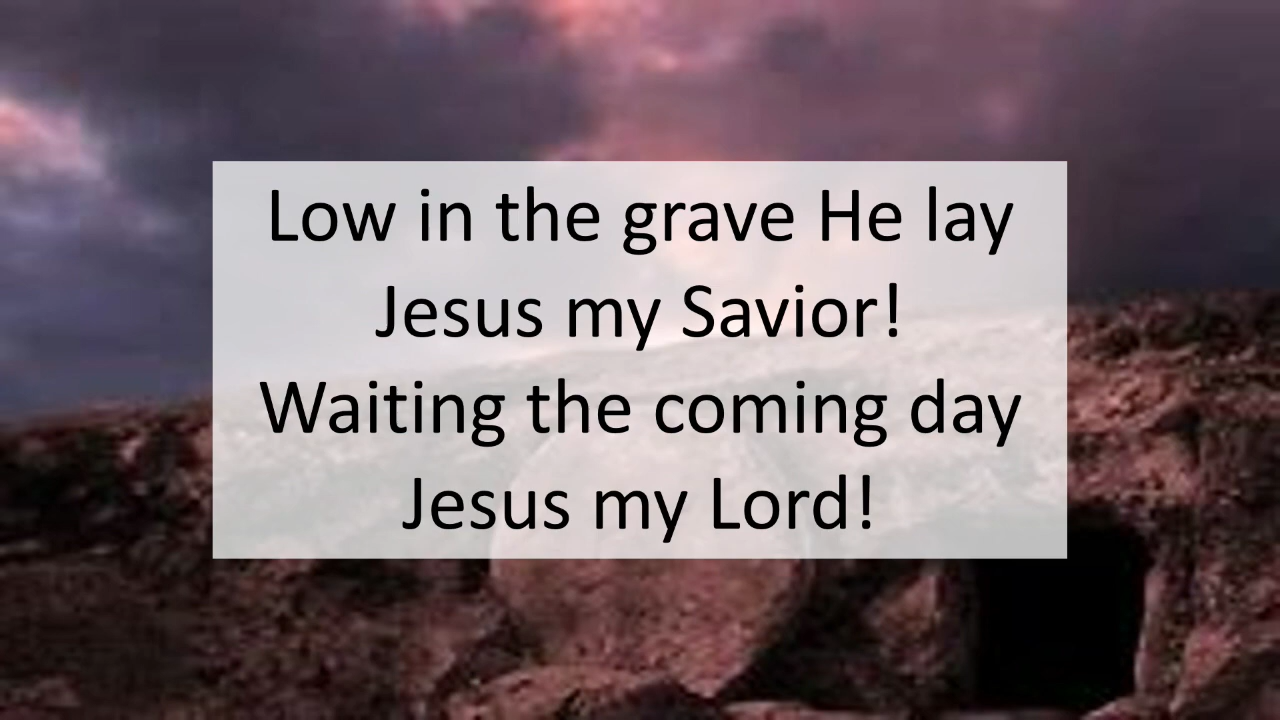 Low in the grave He lay
Jesus my Savior!
Waiting the coming day
Jesus my Lord!